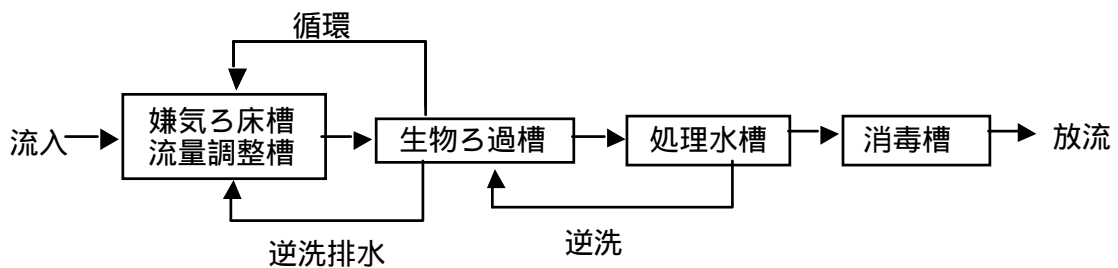 循環
流入
嫌気ろ床槽
流量調整槽
生物ろ過槽
処理水槽
消毒槽
放流
逆洗排水
逆洗